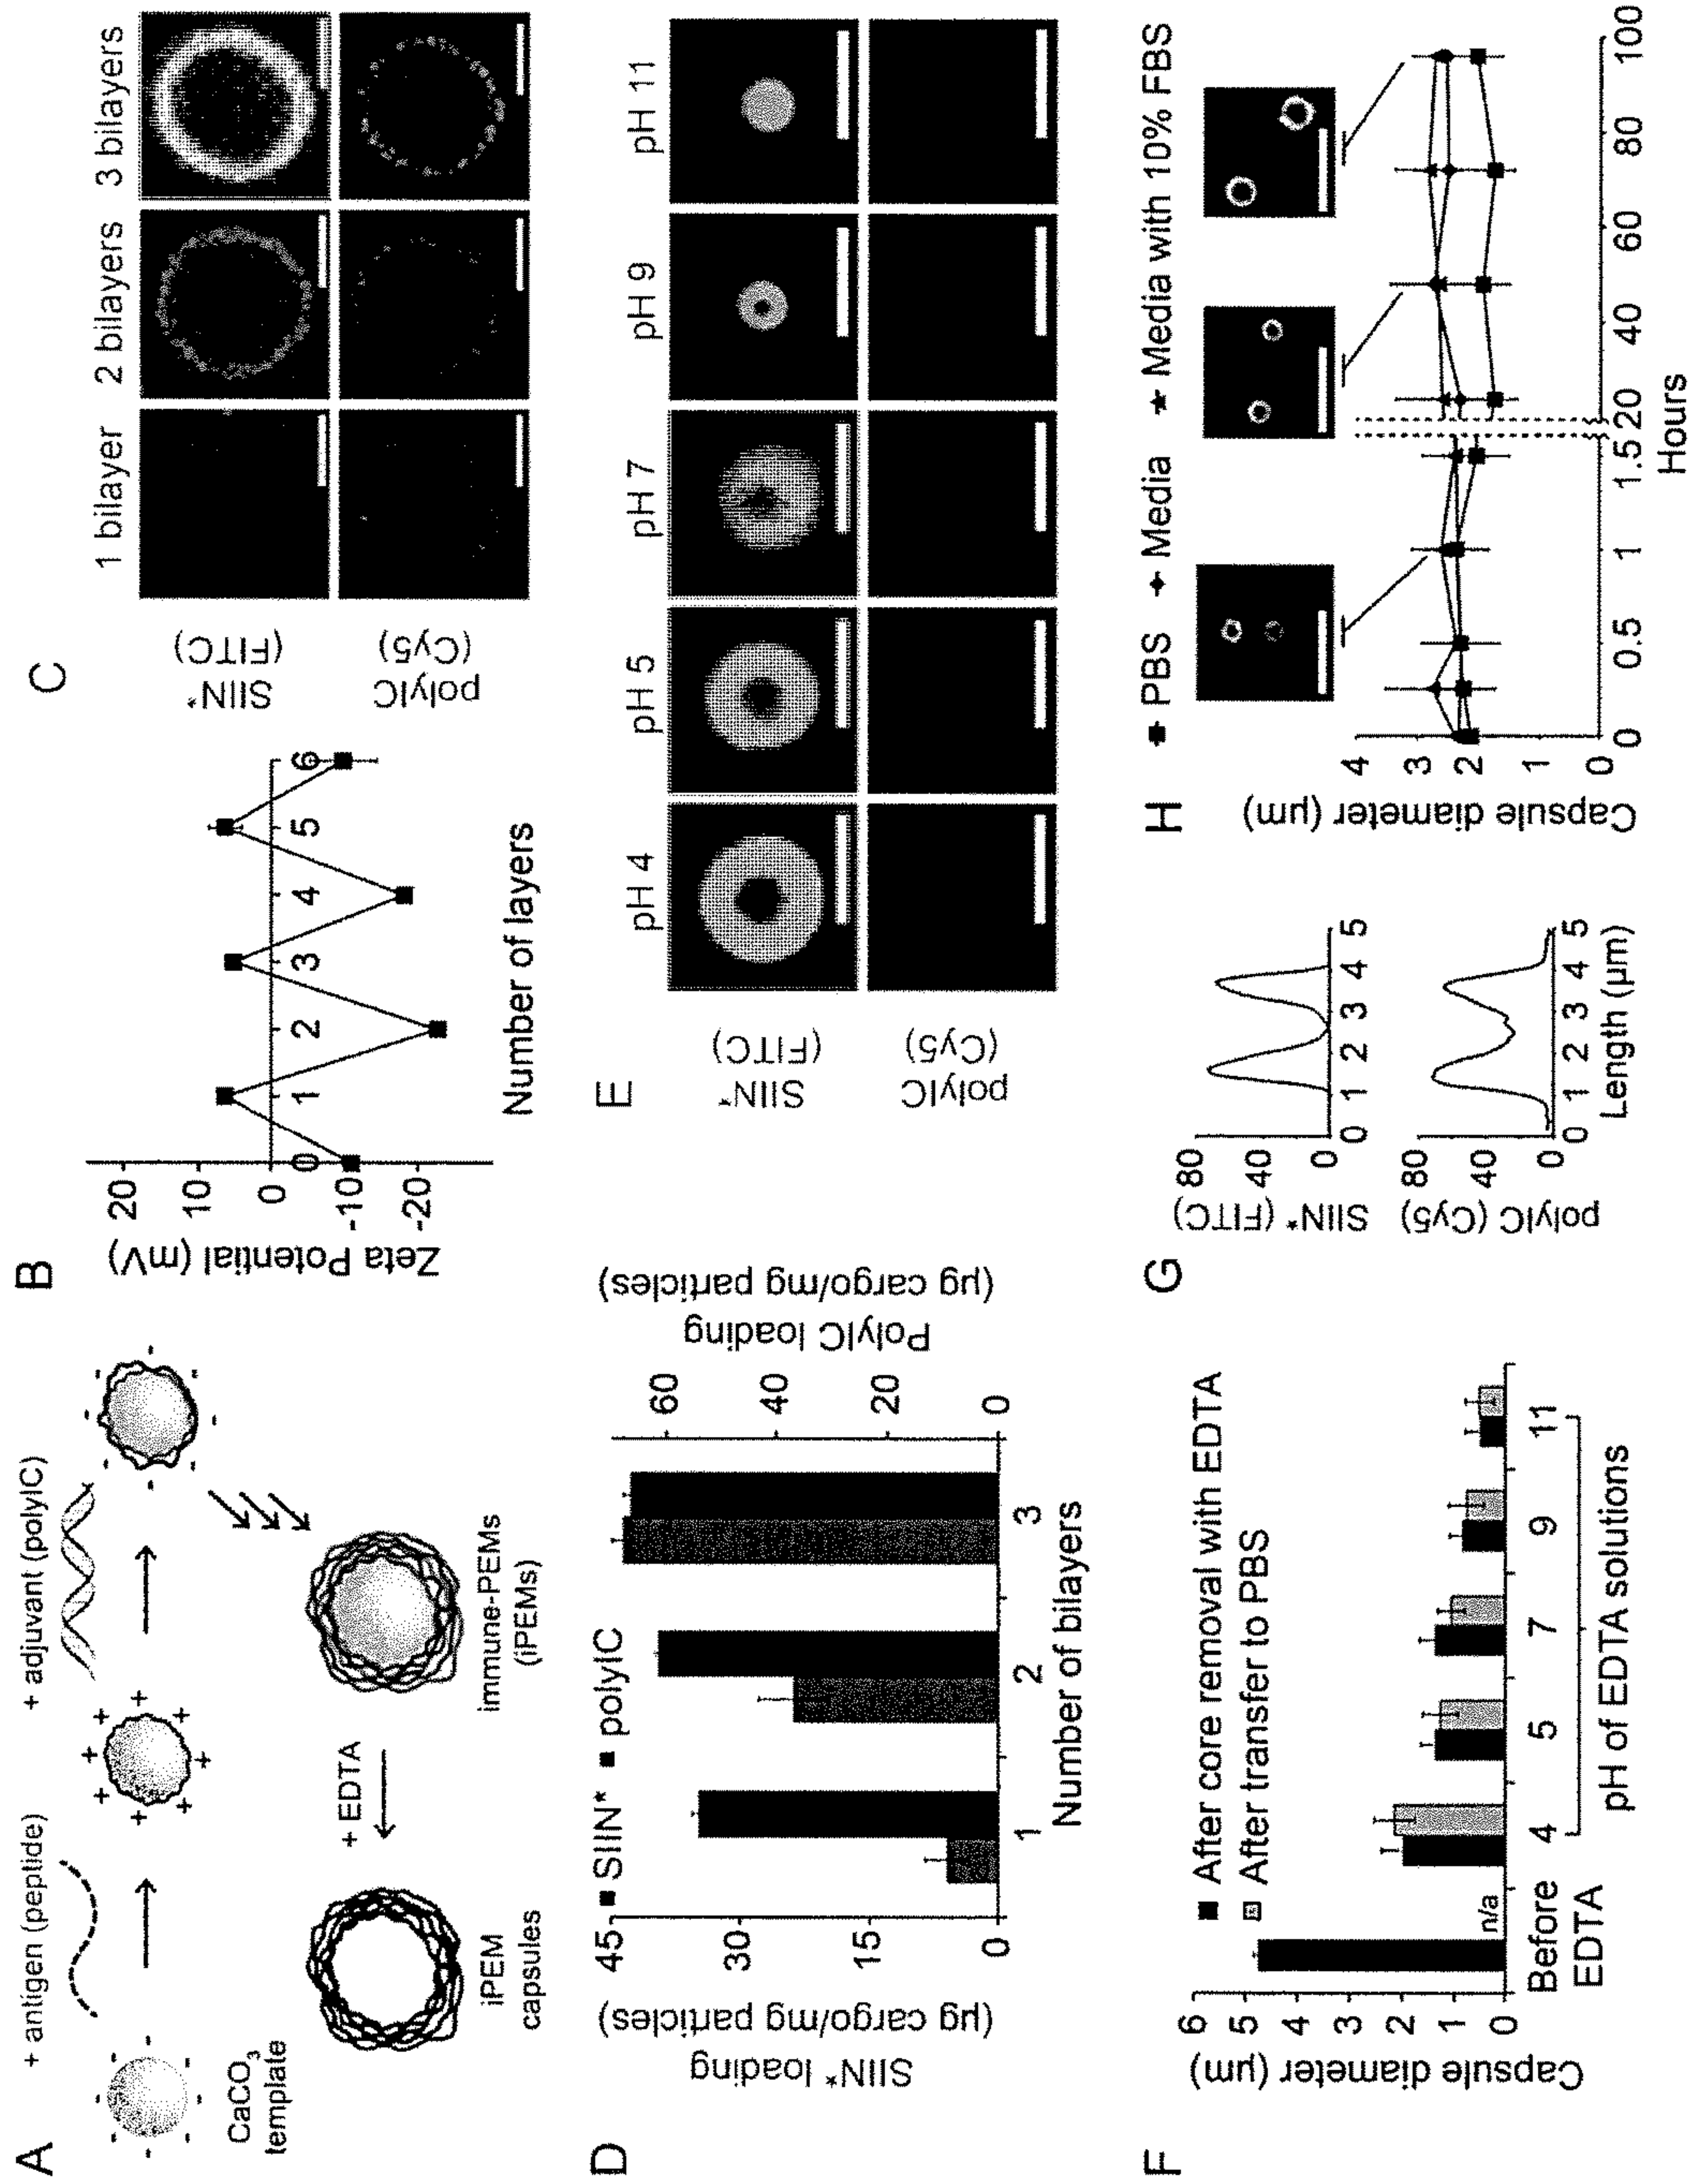 A
+ antigen (peptide)
+ adjuvant (polyIC)
CaCO3
template
+ EDTA
iPEM
capsules
immune-PEMs
(iPEMs)
B
Zeta Potential (mV)
20
10
0
-10
-20
0 1 2 3 4 5 6
Number of layers
C
1 bilayer 2 bilayers 3 bilayers
SIIN*
(FITC)
polyIC
(Cy5)
D
SIIN* loading
(µg cargo/mg particles)
SIIN* polyIC
45
30
15
0
1 2 3
Number of bilayers
60
40
20
0
PolyIC loading
(µg cargo/mg particles)
E
pH 4 pH 5 pH 7 pH 9 pH 11
SIIN*
(FITC)
polyIC
(Cy5)
F
Capsule diameter (µm)
After core removal with EDTA
After transfer to PBS
6
5
4
3
2
1
0
n/a
Before
EDTA
4 5 7 9 11
pH of EDTA solutions
G
SIIN* (FITC)
80
40
0
0 1 2 3 4 5
polyIC (Cy5)
80
40
0
0 1 2 3 4 5
Length (µm)
H
PBS Media Media with 10% FBS
Capsule diameter (µm)
4
3
2
1
0
0 0.5 1 1.5 20 40 60 80 100
Hours